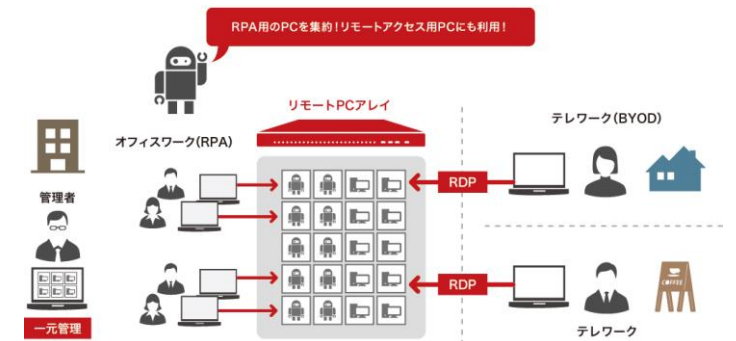 RPA用のPCを集約!リモートアクセス用PCにも利用!
リモートPCアレイ
オフィスワーク(RPA)
テレワーク(BYOD)
管理者
RDP
RDP
COFFEE
一元管理
テレワーク